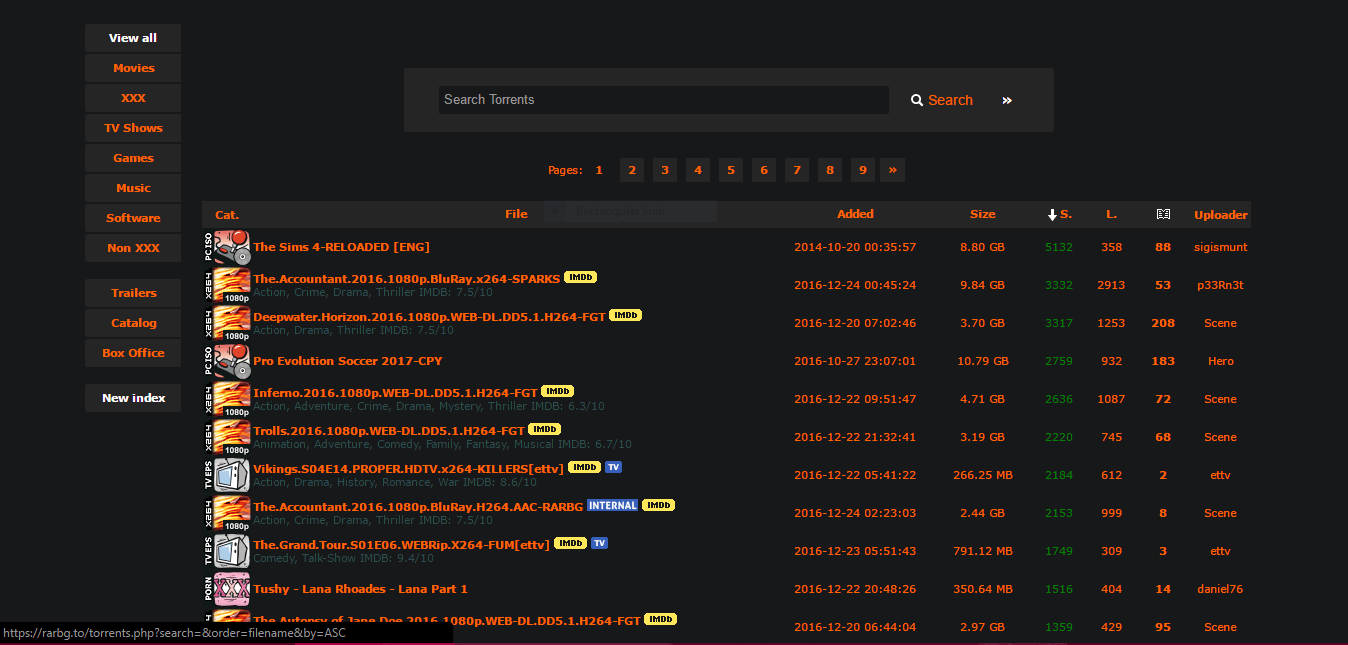 View all
Movies
XXX
TV Shows
Games
Music
Software
Non XXX
Trailers
Catalog
Box Office
New index
Search Torrents Search »
Pages: 1 2 3 4 5 6 7 8 9 »
Cat. File Rectangular Snip Added Size S. L. Uploader
PC ISO The Sims 4-RELOADED [ENG] 2014-10-20 00:35:57 8.80 GB 5132 358 88 sigismunt
X264 1080p The.Accountant.2016.1080p.BluRay.x264-SPARKS IMDb 2016-12-24 00:45:24 9.84 GB 3332 2913 53 p33Rn3t
Action, Crime, Drama, Thriller IMDB: 7.5/10
X264 1080p Deepwater.Horizon.2016.1080p.WEB-DL.DD5.1.H264-FGT IMDb 2016-12-20 07:02:46 3.70 GB 3317 1253 208 Scene
Action, Drama, Thriller IMDB: 7.5/10
PC ISO Pro Evolution Soccer 2017-CPY 2016-10-27 23:07:01 10.79 GB 2759 932 183 Hero
X264 1080p Inferno.2016.1080p.WEB-DL.DD5.1.H264-FGT IMDb 2016-12-22 09:51:47 4.71 GB 2636 1087 72 Scene
Action, Adventure, Crime, Drama, Mystery, Thriller IMDB: 6.3/10
X264 1080p Trolls.2016.1080p.WEB-DL.DD5.1.H264-FGT IMDb 2016-12-22 21:32:41 3.19 GB 2220 745 68 Scene
Animation, Adventure, Comedy, Family, Fantasy, Musical IMDB: 6.7/10
TV EPS Vikings.S04E14.PROPER.HDTV.x264-KILLERS[ettv] IMDb TV 2016-12-22 05:41:22 266.25 MB 2184 612 2 ettv
Action, Drama, History, Romance, War IMDB: 8.6/10
X264 1080p The.Accountant.2016.1080p.BluRay.H264.AAC-RARBG INTERNAL IMDb 2016-12-24 02:23:03 2.44 GB 2153 999 8 Scene
Action, Crime, Drama, Thriller IMDB: 7.5/10
TV EPS The.Grand.Tour.S01E06.WEBRip.X264-FUM[ettv] IMDb TV 2016-12-23 05:51:43 791.12 MB 1749 309 3 ettv
Comedy, Talk-Show IMDB: 9.4/10
PORN XXX Tushy - Lana Rhoades - Lana Part 1 2016-12-22 20:48:26 350.64 MB 1516 404 14 daniel76
The.Autopsy.of.Jane.Doe.2016.1080p.WEB-DL.DD5.1.H264-FGT IMDb 2016-12-20 06:44:04 2.97 GB 1359 429 95 Scene
https://rarbg.to/torrents.php?search=&order=filename&by=ASC